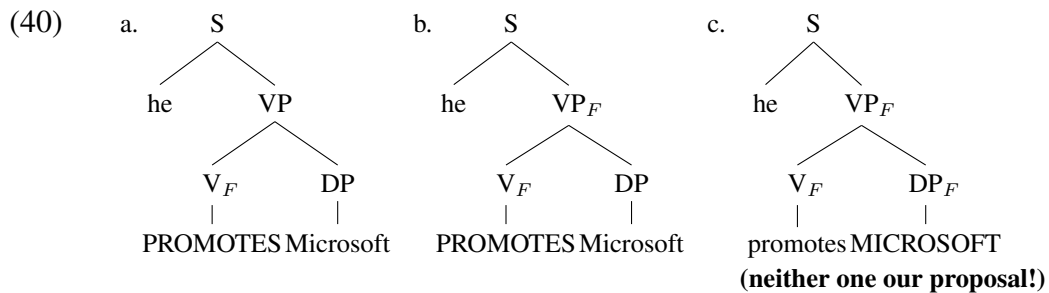 (40) a. S b. S c. S
he VP he VP_F he VP_F
V_F DP V_F DP V_F DP_F
PROMOTES Microsoft PROMOTES Microsoft promotes MICROSOFT
(neither one our proposal!)